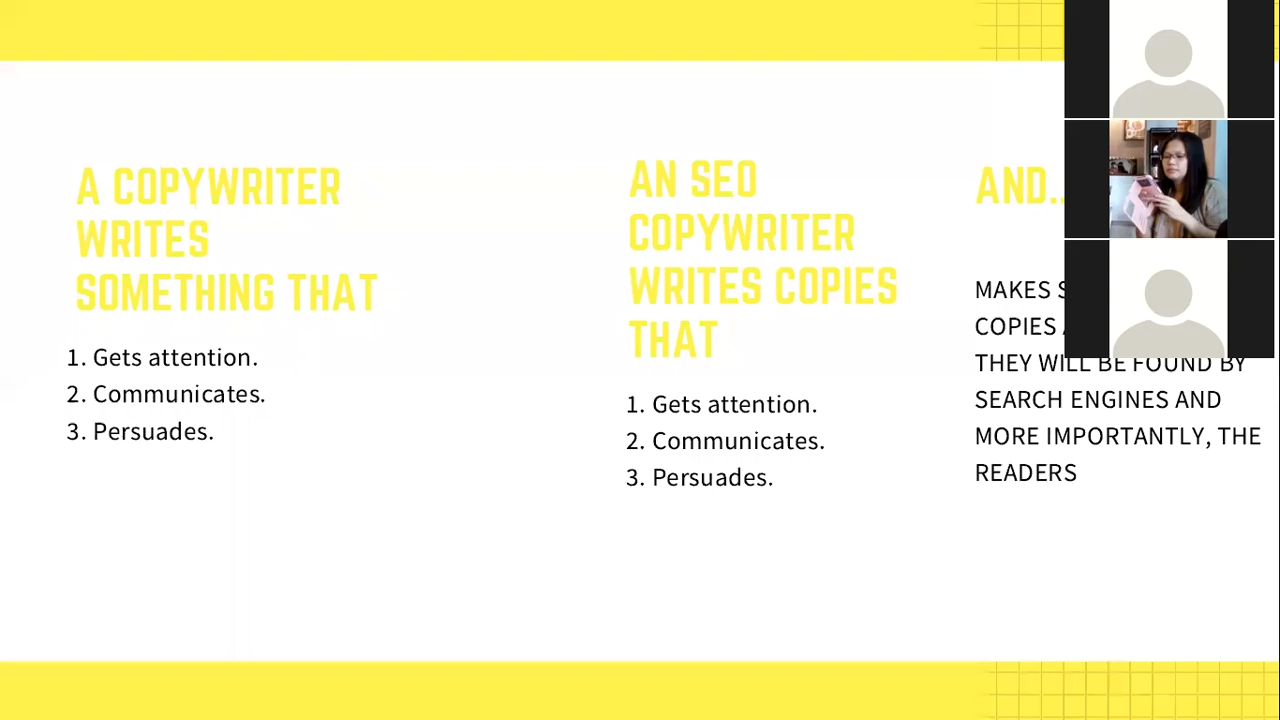 A COPYWRITER
WRITES
SOMETHING THAT
1. Gets attention.
2. Communicates.
3. Persuades.
AN SEO
COPYWRITER
WRITES COPIES
THAT
1. Gets attention.
2. Communicates.
3. Persuades.
AND..
MAKES
COPIES
THEY WILL BE FOUND BY
SEARCH ENGINES AND
MORE IMPORTANTLY, THE
READERS